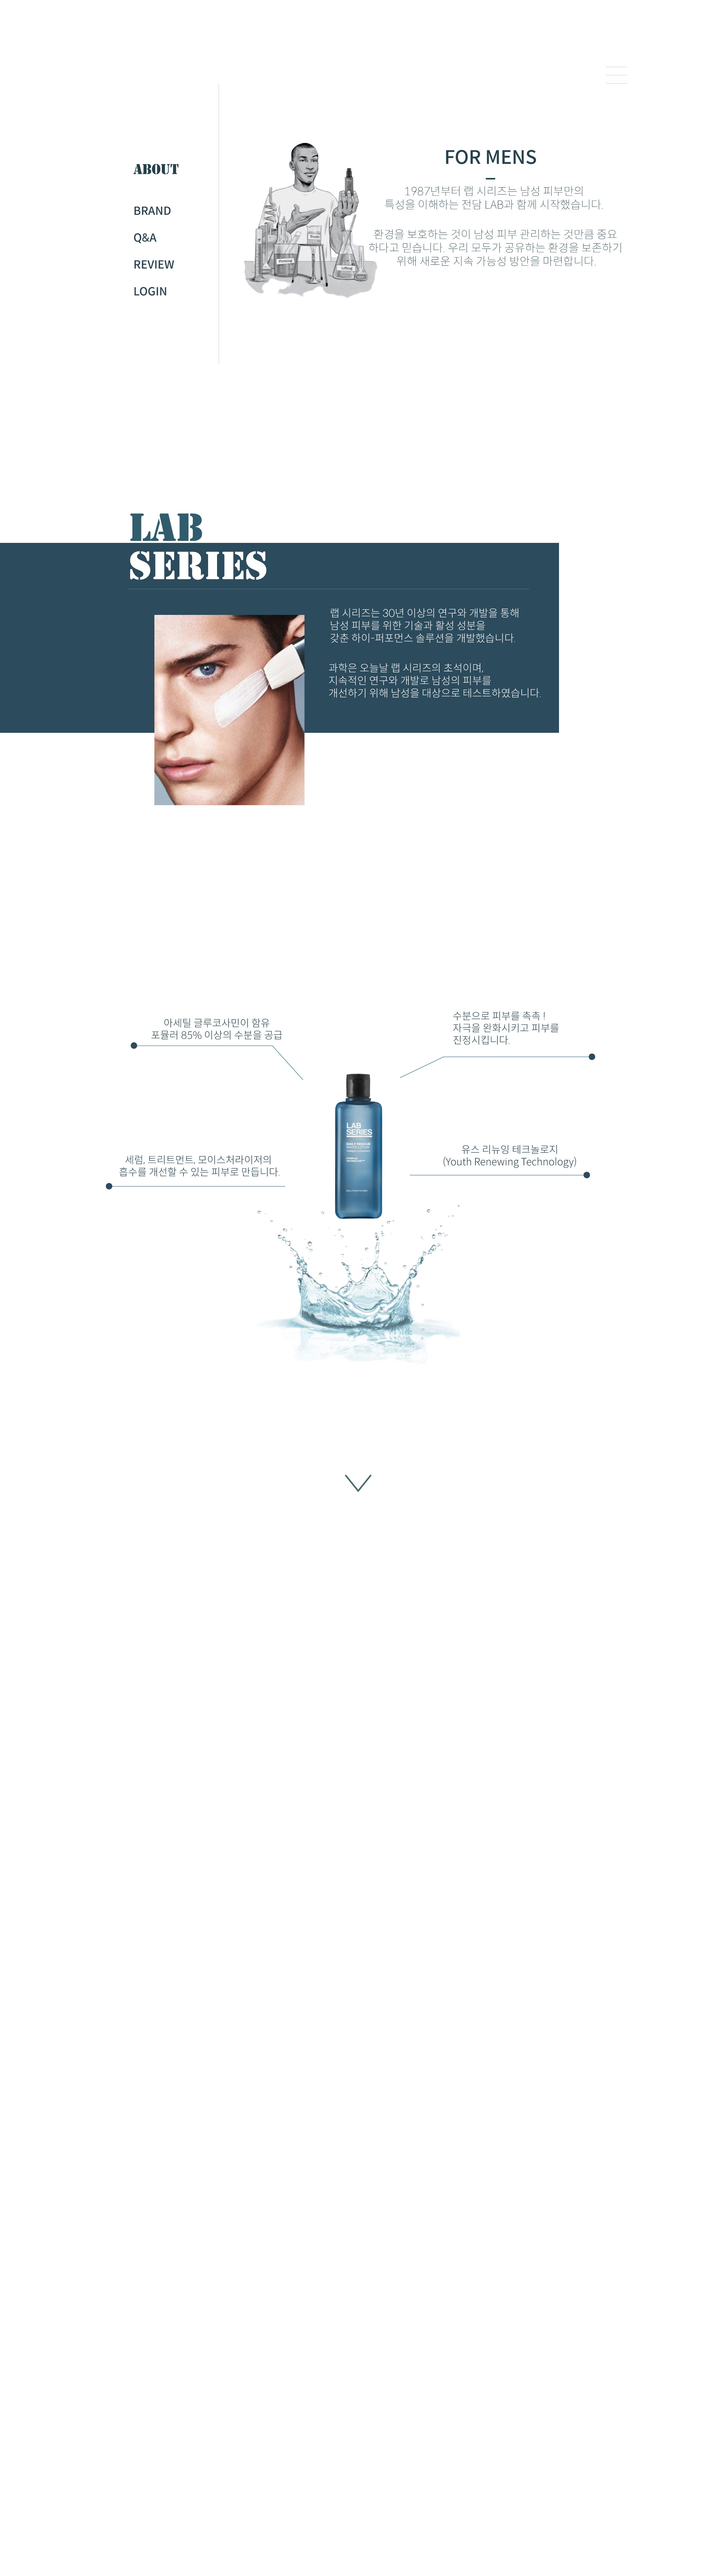 ABOUT
BRAND
Q&A
REVIEW
LOGIN
FOR MENS
1987년부터 랩 시리즈는 남성 피부만의
특성을 이해하는 전담 LAB과 함께 시작했습니다.
환경을 보호하는 것이 남성 피부 관리하는 것만큼 중요
하다고 믿습니다. 우리 모두가 공유하는 환경을 보존하기
위해 새로운 지속 가능성 방안을 마련합니다.
LAB
SERIES
랩 시리즈는 30년 이상의 연구와 개발을 통해
남성 피부를 위한 기술과 활성 성분을
갖춘 하이-퍼포먼스 솔루션을 개발했습니다.
과학은 오늘날 랩 시리즈의 초석이며,
지속적인 연구와 개발로 남성의 피부를
개선하기 위해 남성을 대상으로 테스트하였습니다.
아세틸 글루코사민이 함유
포뮬러 85% 이상의 수분을 공급
수분으로 피부를 촉촉 !
자극을 완화시키고 피부를
진정시킵니다.
LAB
SERIES
DAILY RESCUE
WATER LOTION
세럼, 트리트먼트, 모이스처라이저의
흡수를 개선할 수 있는 피부로 만듭니다.
유스 리뉴잉 테크놀로지
(Youth Renewing Technology)